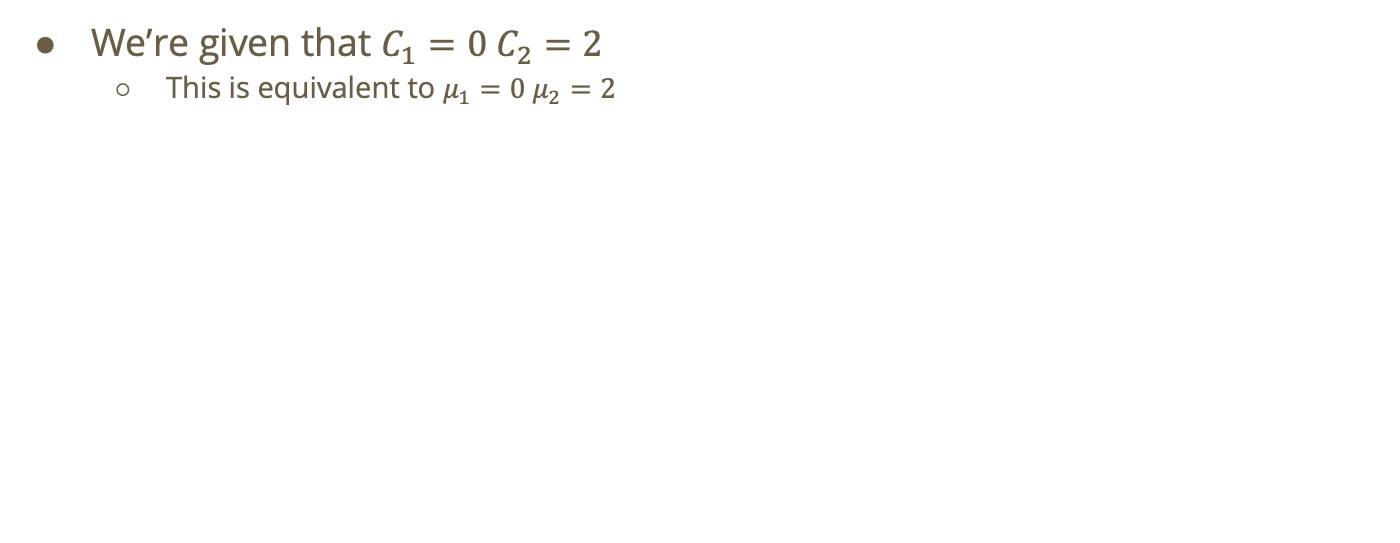 ● We’re given that 𝐶₁ = 0 𝐶₂ = 2
○ This is equivalent to 𝜇₁ = 0 𝜇₂ = 2